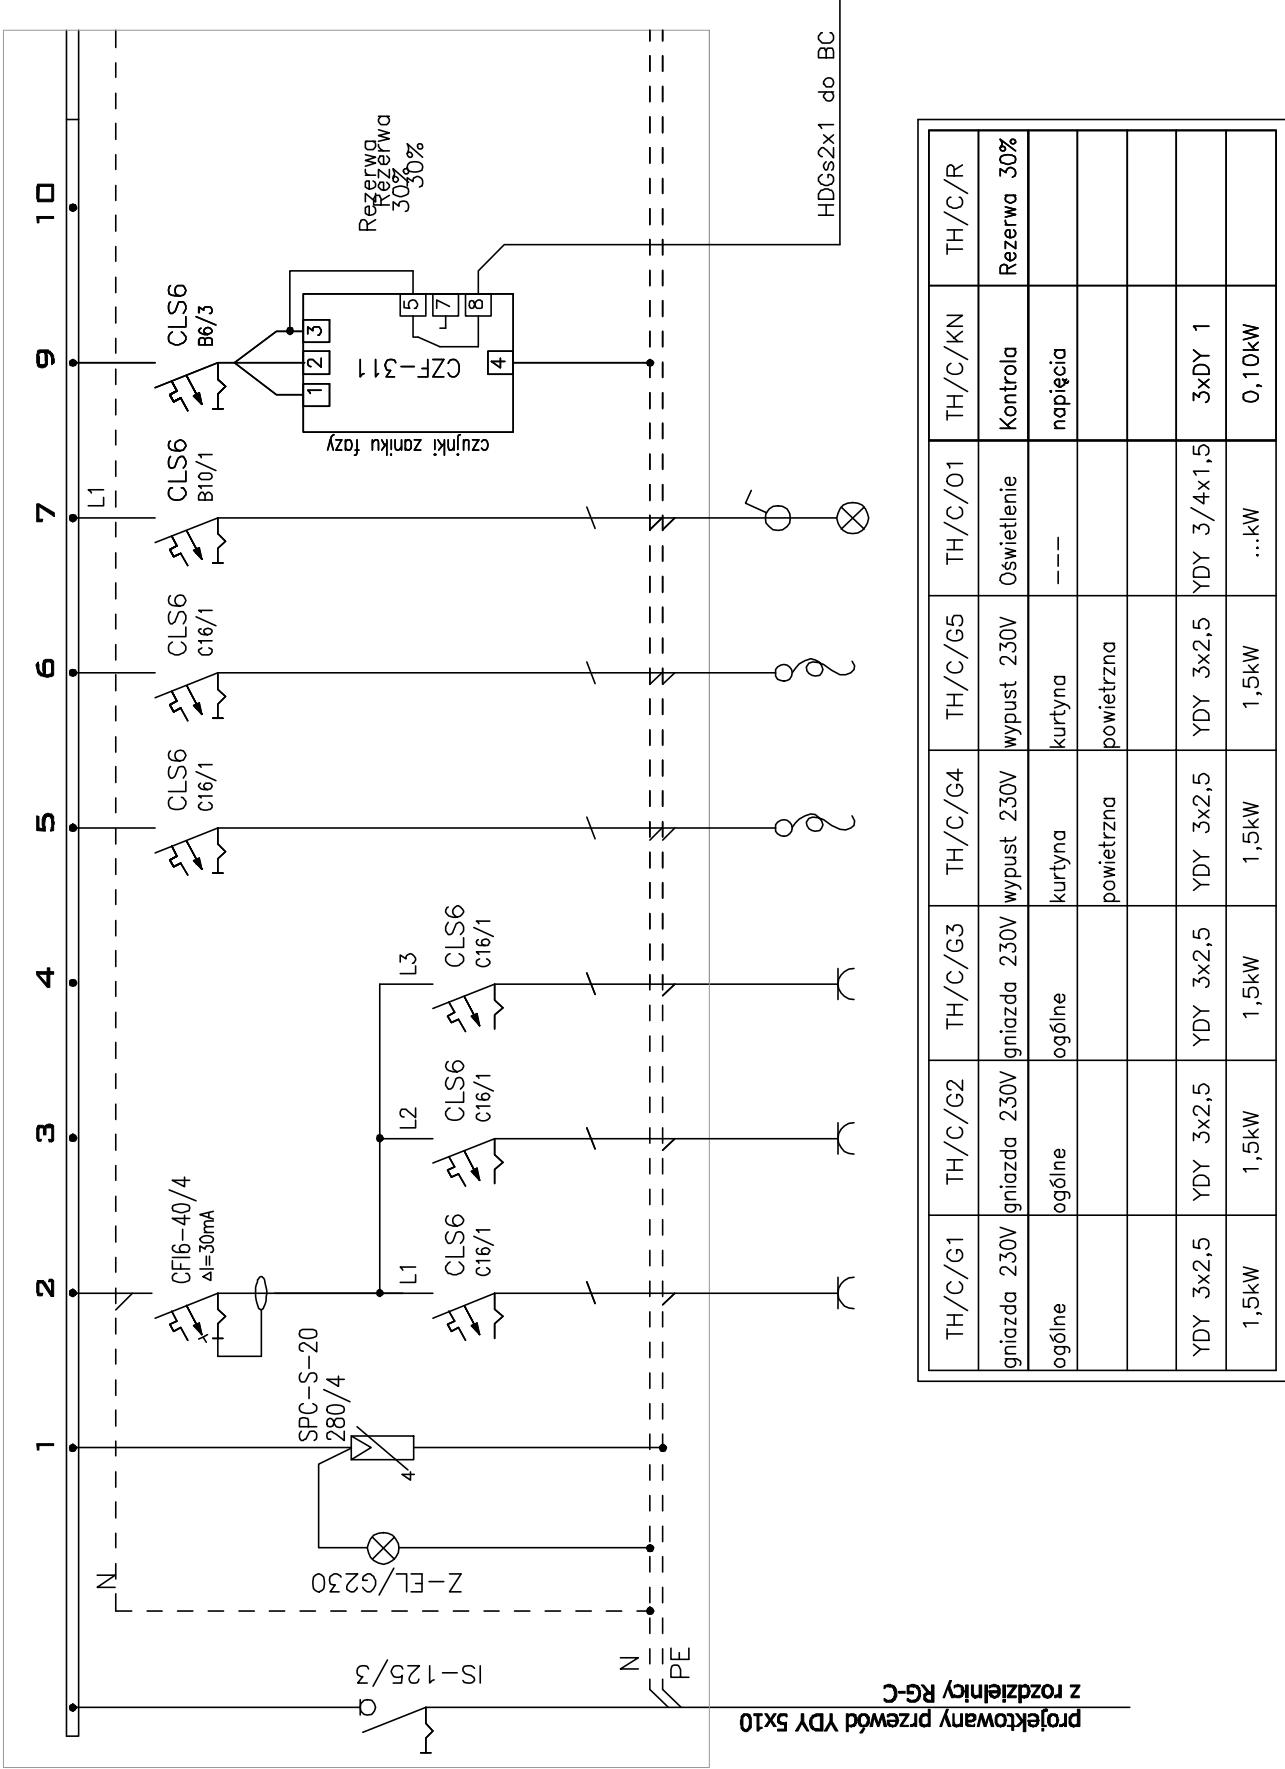 1
2
3
4
5
6
7
9
10
N
L1
IS-125/3
Z-EL/G230
SPC-S-20
280/4
4
CFI6-40/4
ΔI=30mA
L1
CLS6
C16/1
L2
CLS6
C16/1
L3
CLS6
C16/1
CLS6
C16/1
CLS6
C16/1
CLS6
B10/1
CLS6
B6/3
1
2
3
4
5
7
8
CZF-311
czujniki zaniku fazy
Rezerwa
30%
Rezerwa
30%
N
PE
HDGs2x1 do BC
projektowany przewód YDY 5x10
z rozdzielnicy RG-C
TH/C/G1
gniazda 230V
ogólne
YDY 3x2,5
1,5kW
TH/C/G2
gniazda 230V
ogólne
YDY 3x2,5
1,5kW
TH/C/G3
gniazda 230V
ogólne
YDY 3x2,5
1,5kW
TH/C/G4
wypust 230V
kurtyna
powietrzna
YDY 3x2,5
1,5kW
TH/C/G5
wypust 230V
kurtyna
powietrzna
YDY 3x2,5
1,5kW
TH/C/O1
Oświetlenie
---
YDY 3/4x1,5
...kW
TH/C/KN
Kontrola
napięcia
3xDY 1
0,10kW
TH/C/R
Rezerwa 30%